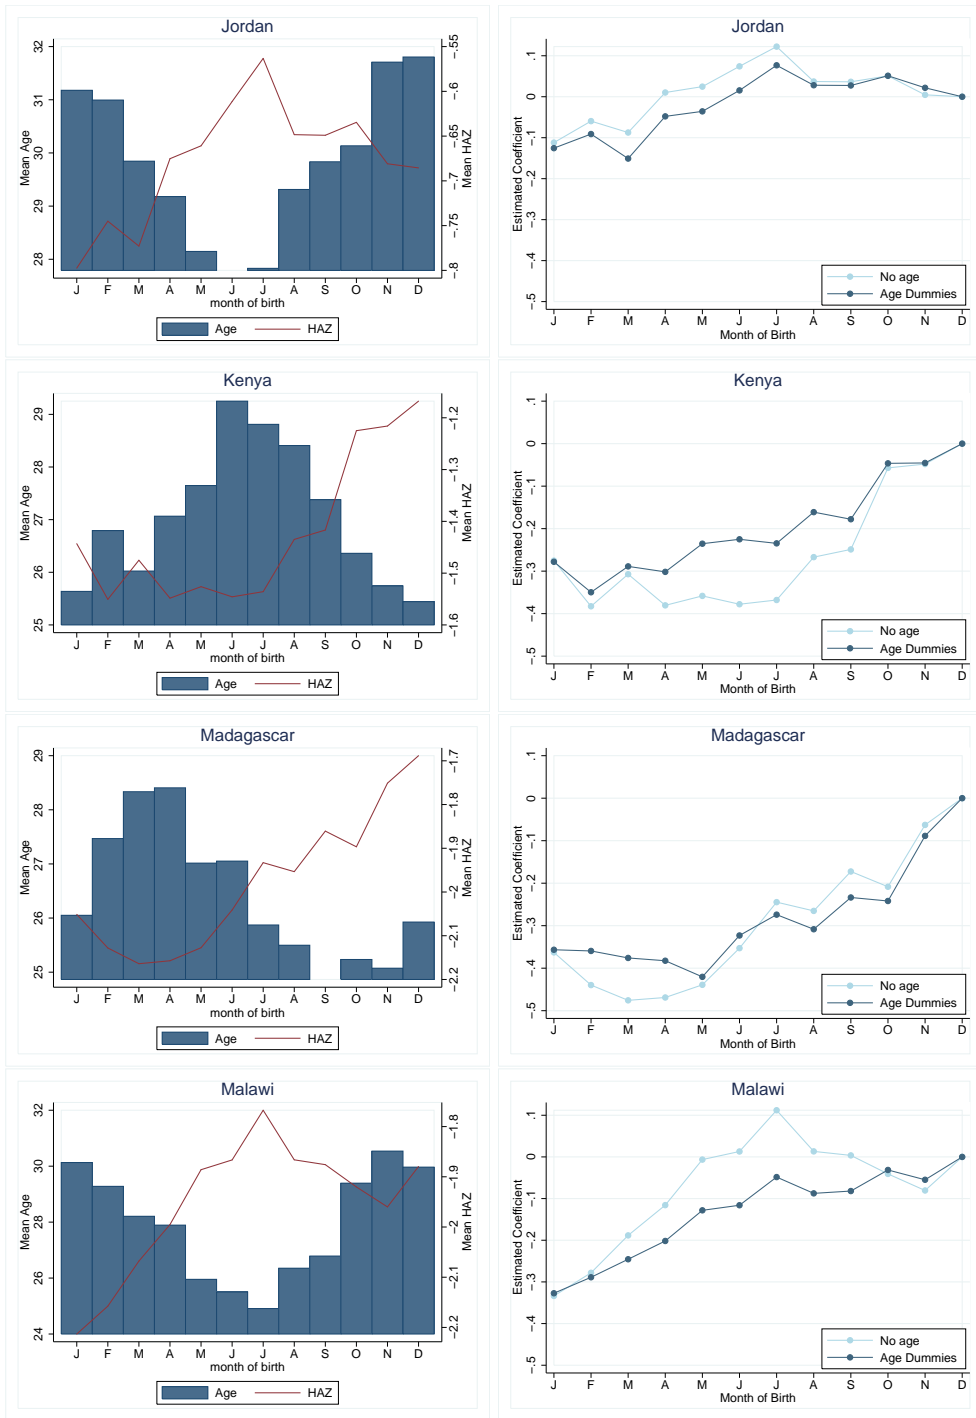 Jordan
32
31
30
29
28
Mean Age
-.55
-.6
-.65
-.7
-.75
-.8
Mean HAZ
J F M A M J J A S O N D
month of birth
Age HAZ
Jordan
.1
0
-.1
-.2
-.3
-.4
-.5
Estimated Coefficient
No age
Age Dummies
J F M A M J J A S O N D
Month of Birth
Kenya
29
28
27
26
25
Mean Age
-1.2
-1.3
-1.4
-1.5
-1.6
Mean HAZ
J F M A M J J A S O N D
month of birth
Age HAZ
Kenya
.1
0
-.1
-.2
-.3
-.4
-.5
Estimated Coefficient
No age
Age Dummies
J F M A M J J A S O N D
Month of Birth
Madagascar
29
28
27
26
25
Mean Age
-1.7
-1.8
-1.9
-2
-2.1
-2.2
Mean HAZ
J F M A M J J A S O N D
month of birth
Age HAZ
Madagascar
.1
0
-.1
-.2
-.3
-.4
-.5
Estimated Coefficient
No age
Age Dummies
J F M A M J J A S O N D
Month of Birth
Malawi
32
30
28
26
24
Mean Age
-1.8
-1.9
-2
-2.1
-2.2
Mean HAZ
J F M A M J J A S O N D
month of birth
Age HAZ
Malawi
.1
0
-.1
-.2
-.3
-.4
-.5
Estimated Coefficient
No age
Age Dummies
J F M A M J J A S O N D
Month of Birth